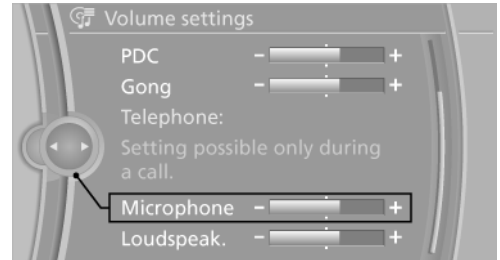 Volume settings
PDC - +
Gong - +
Telephone:
Setting possible only during
a call.
Microphone - +
Loudspeak. - +